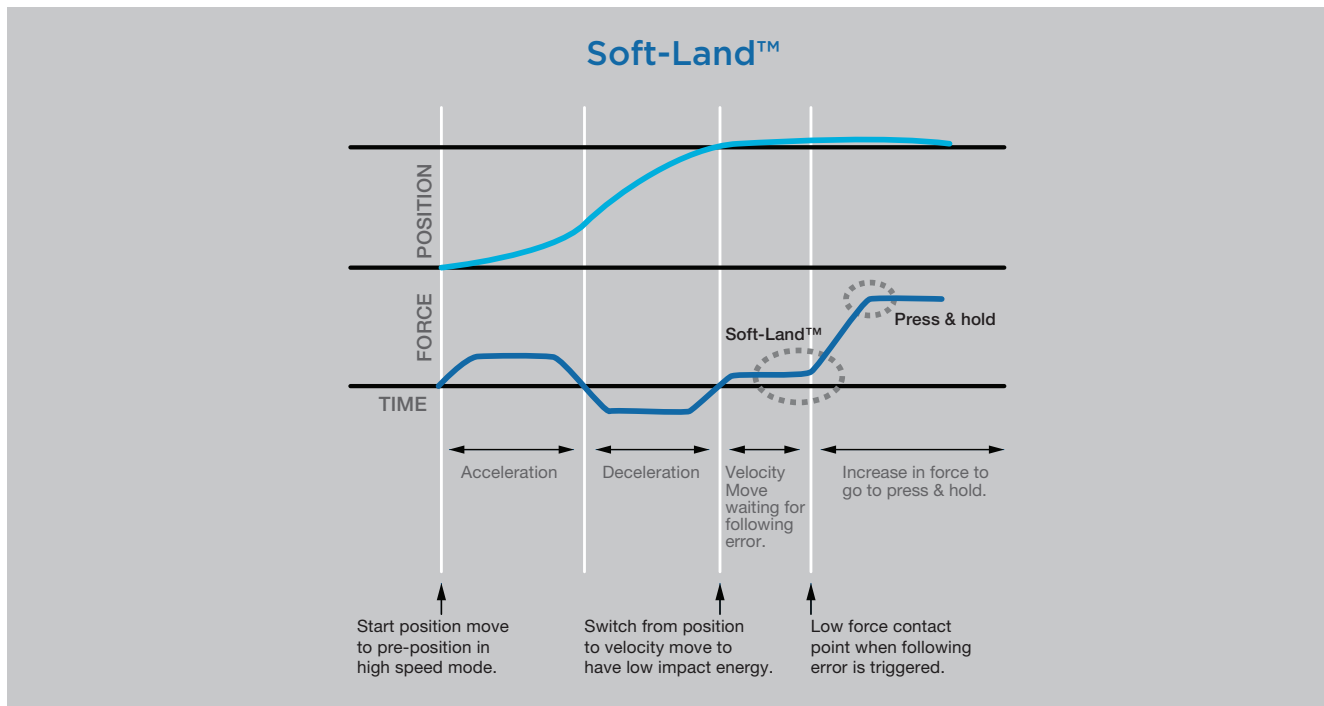 Soft-Land™
POSITION
FORCE
Soft-Land™
Press & hold
TIME
Acceleration
Deceleration
Velocity
Move
waiting for
following
error.
Increase in force to
go to press & hold.
Start position move
to pre-position in
high speed mode.
Switch from position
to velocity move to
have low impact energy.
Low force contact
point when following
error is triggered.